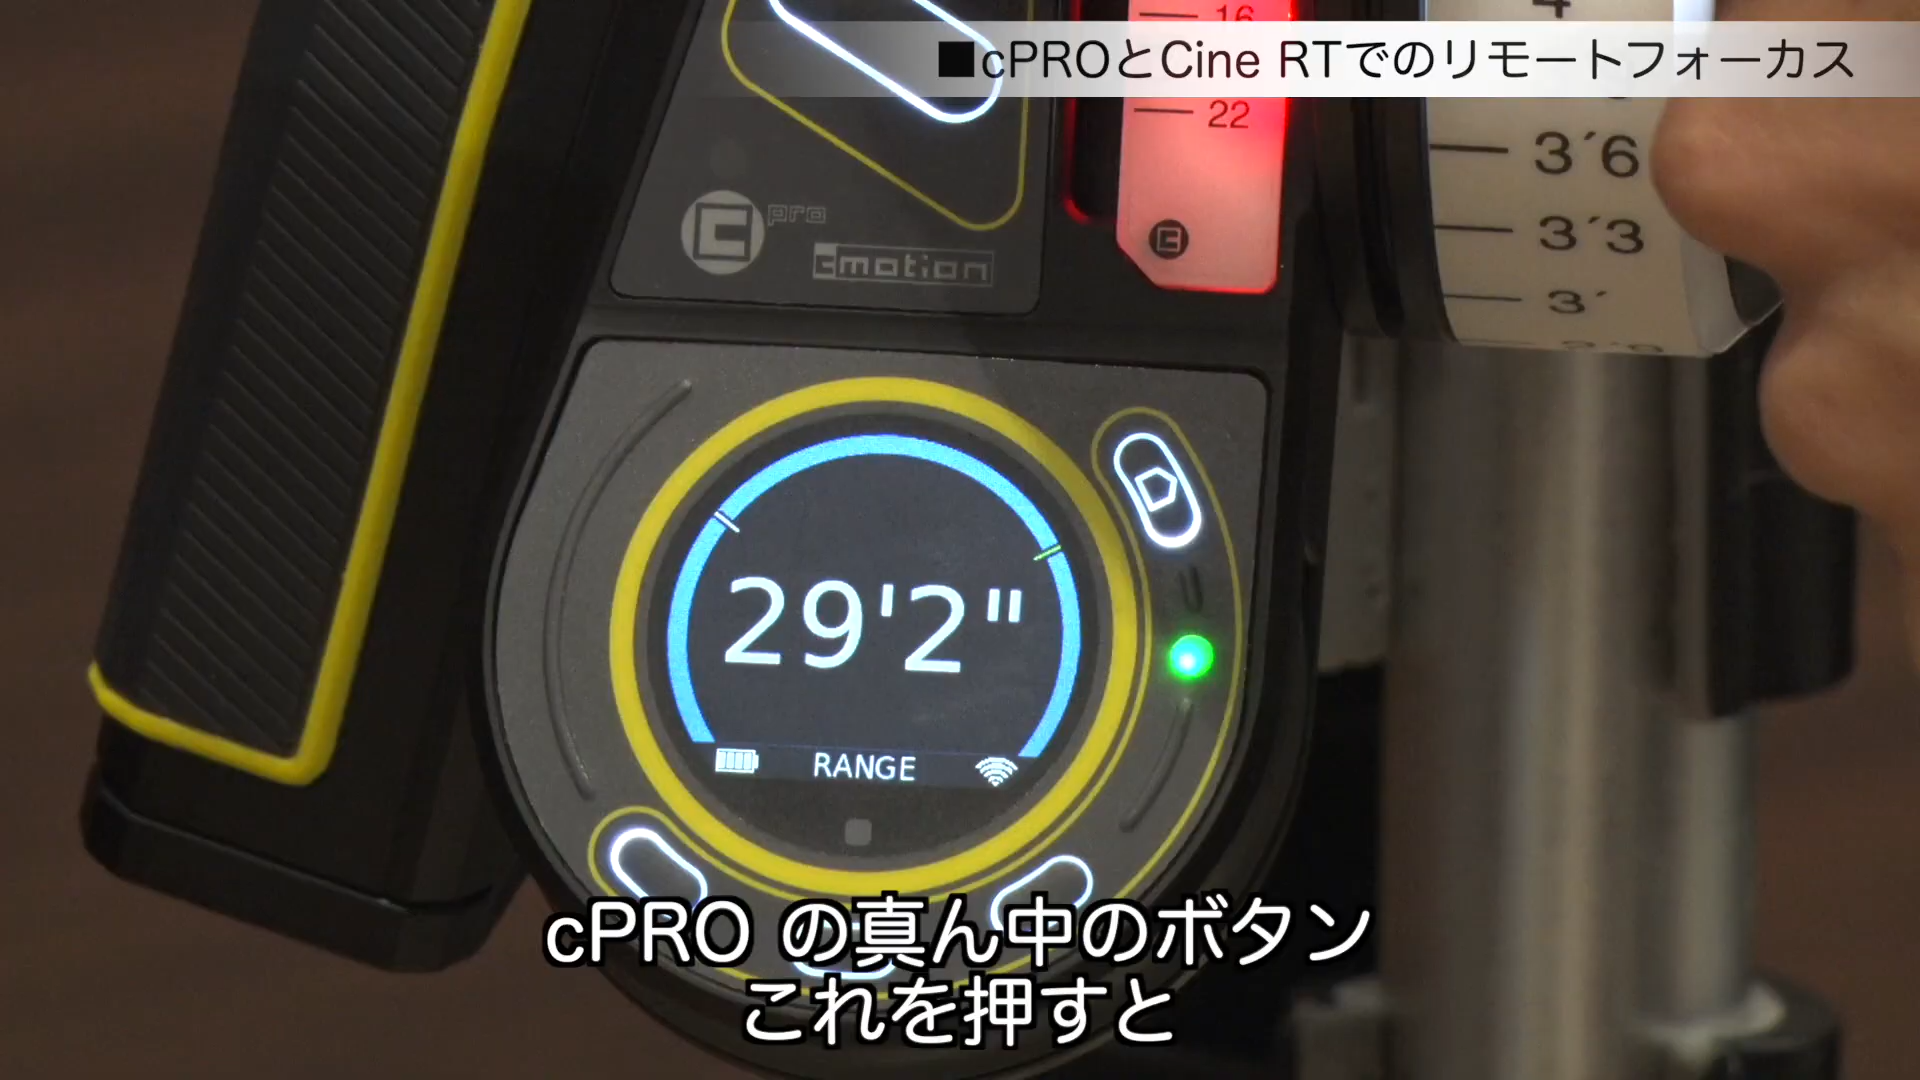 ■cPROとCine RTでのリモートフォーカス
16
22
4
3´6
3´3
3´
C pro
cmotion
29'2"
RANGE
cPRO の真ん中のボタン
これを押すと